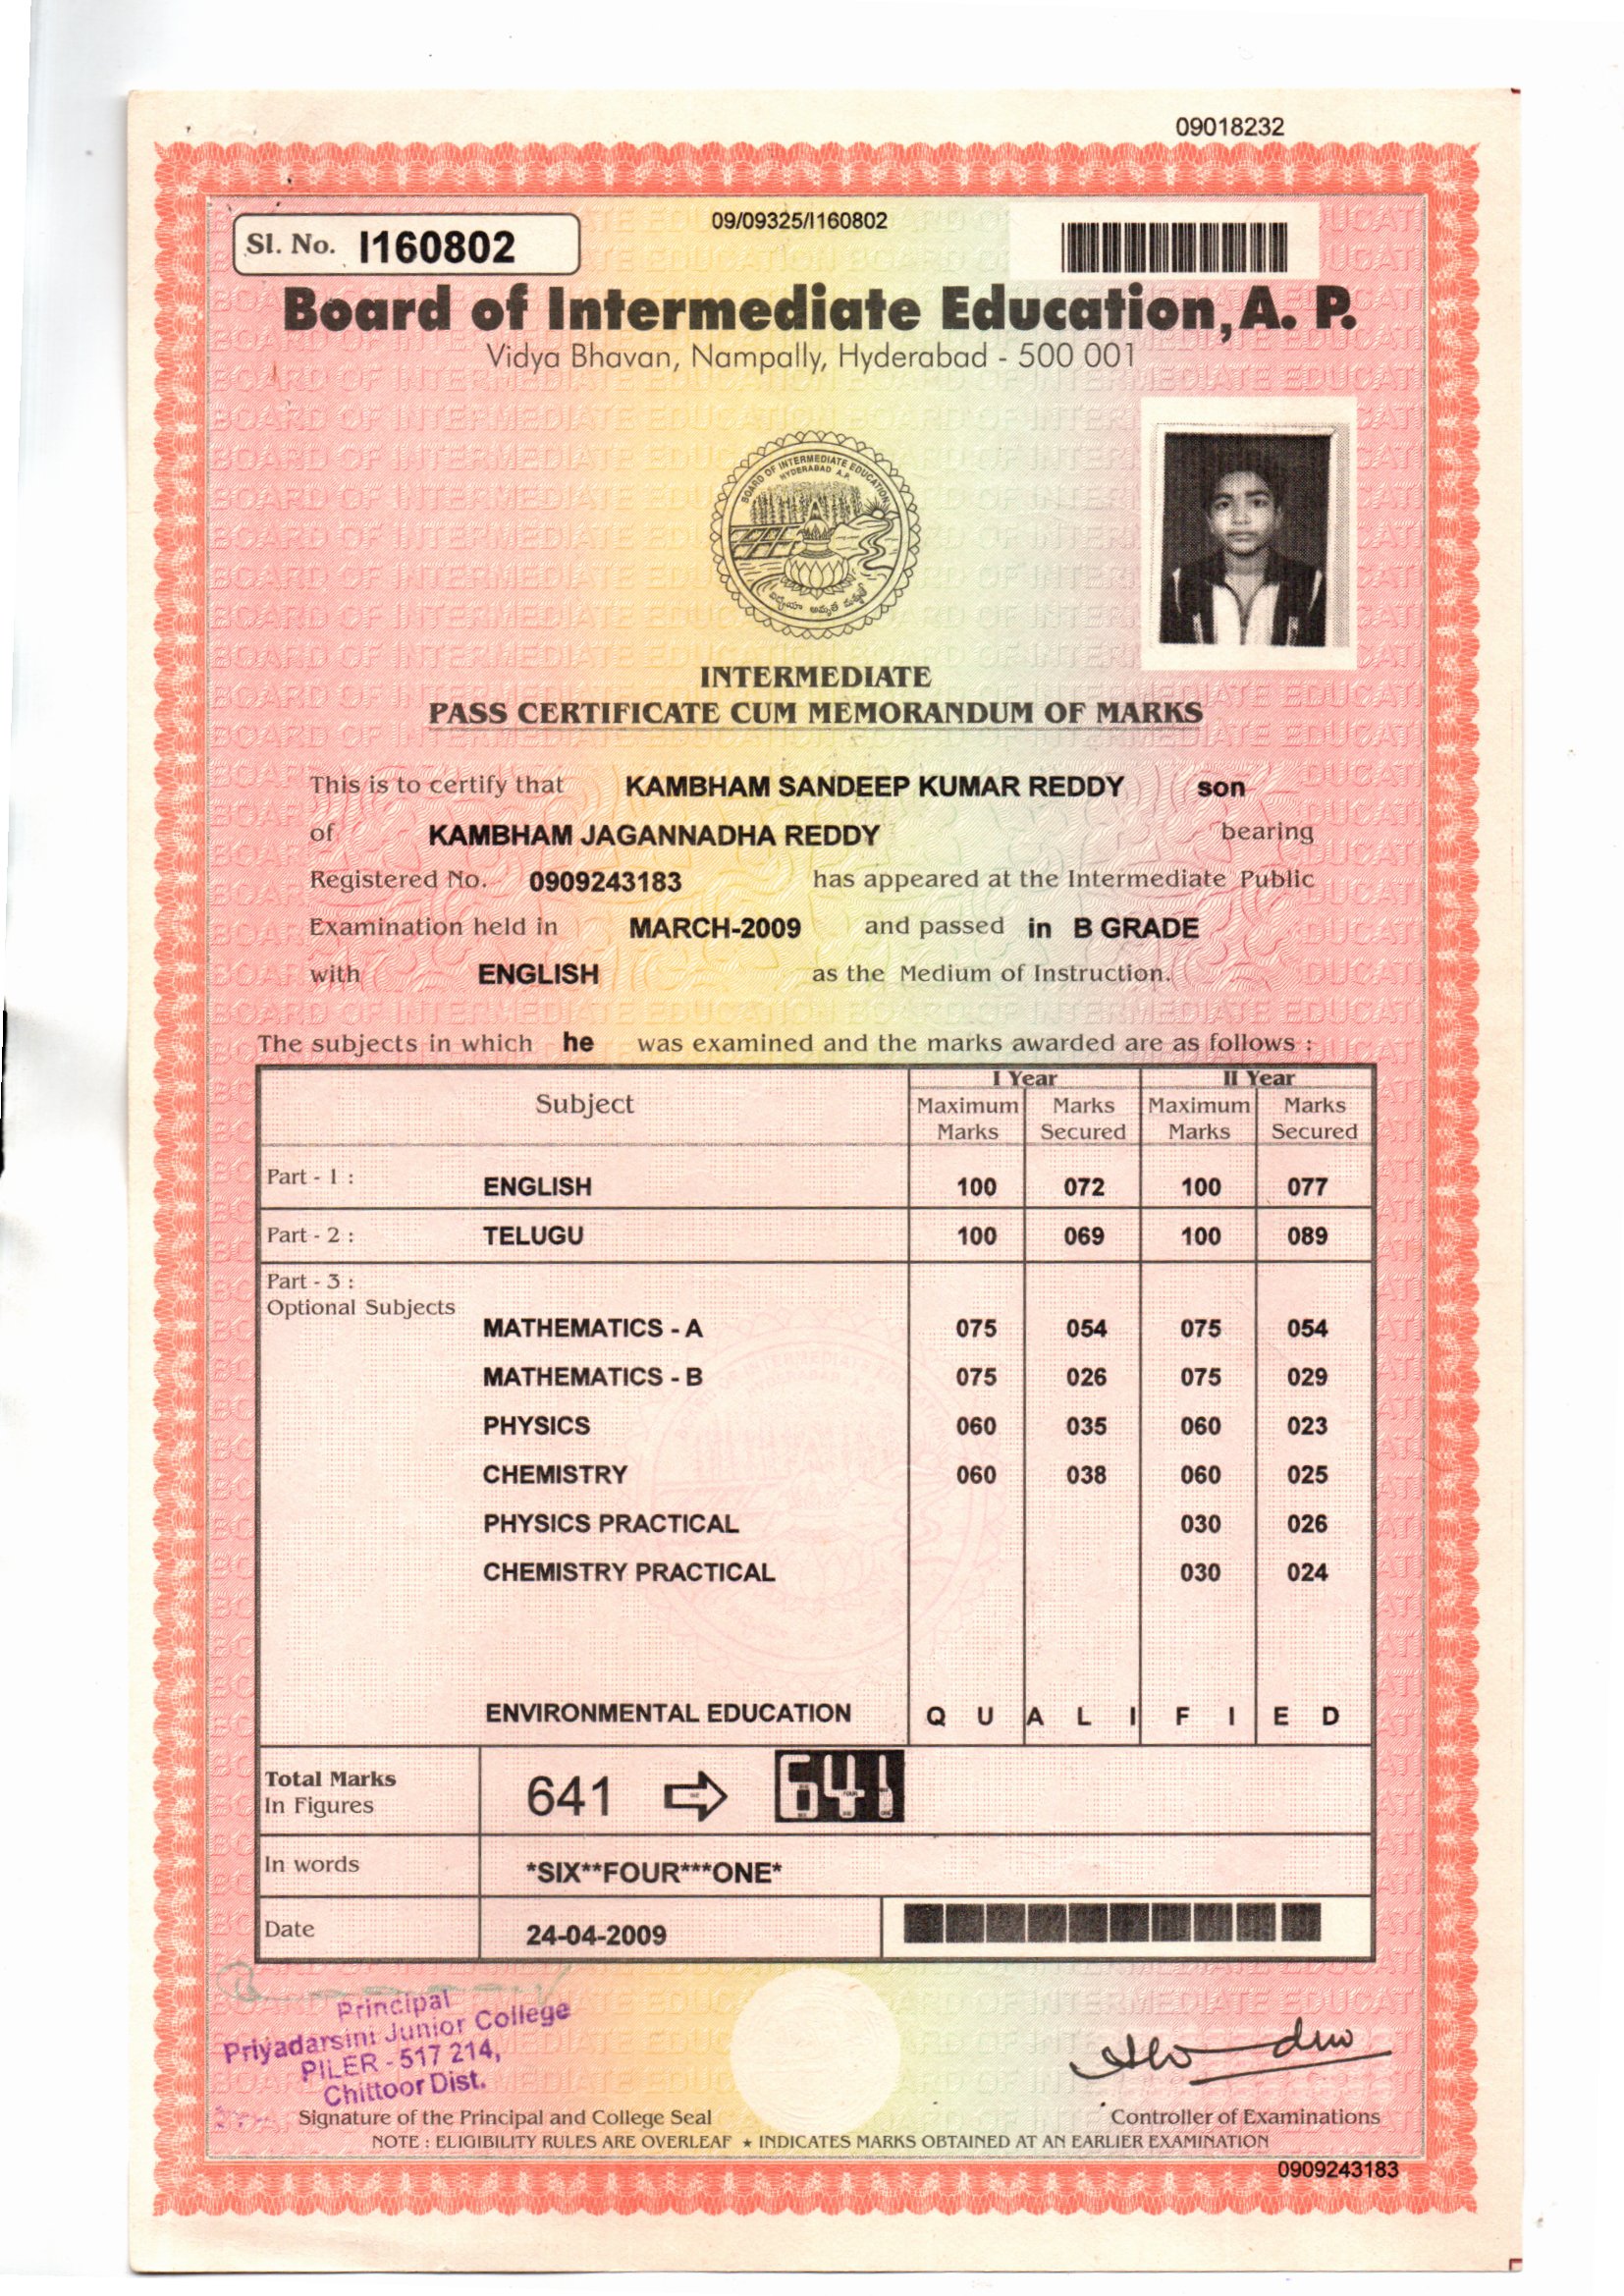 09018232
Sl. No. I160802
09/09325/I160802
Board of Intermediate Education, A. P.
Vidya Bhavan, Nampally, Hyderabad - 500 001
BOARD OF INTERMEDIATE EDUCATION
HYDERABAD A.P.
INTERMEDIATE
PASS CERTIFICATE CUM MEMORANDUM OF MARKS
This is to certify that KAMBHAM SANDEEP KUMAR REDDY son
of KAMBHAM JAGANNADHA REDDY bearing
Registered No. 0909243183 has appeared at the Intermediate Public
Examination held in MARCH-2009 and passed in B GRADE
with ENGLISH as the Medium of Instruction.
The subjects in which he was examined and the marks awarded are as follows :
Subject I Year II Year
Maximum Marks Marks Secured Maximum Marks Marks Secured
Part - 1 : ENGLISH 100 072 100 077
Part - 2 : TELUGU 100 069 100 089
Part - 3 :
Optional Subjects
MATHEMATICS - A 075 054 075 054
MATHEMATICS - B 075 026 075 029
PHYSICS 060 035 060 023
CHEMISTRY 060 038 060 025
PHYSICS PRACTICAL 030 026
CHEMISTRY PRACTICAL 030 024
ENVIRONMENTAL EDUCATION Q U A L I F I E D
Total Marks
In Figures 641 ⇨ 641
In words *SIX**FOUR***ONE*
Date 24-04-2009
Principal
Priyadarsini Junior College
PILER - 517 214,
Chittoor Dist.
Signature of the Principal and College Seal
Controller of Examinations
NOTE : ELIGIBILITY RULES ARE OVERLEAF ★ INDICATES MARKS OBTAINED AT AN EARLIER EXAMINATION
0909243183